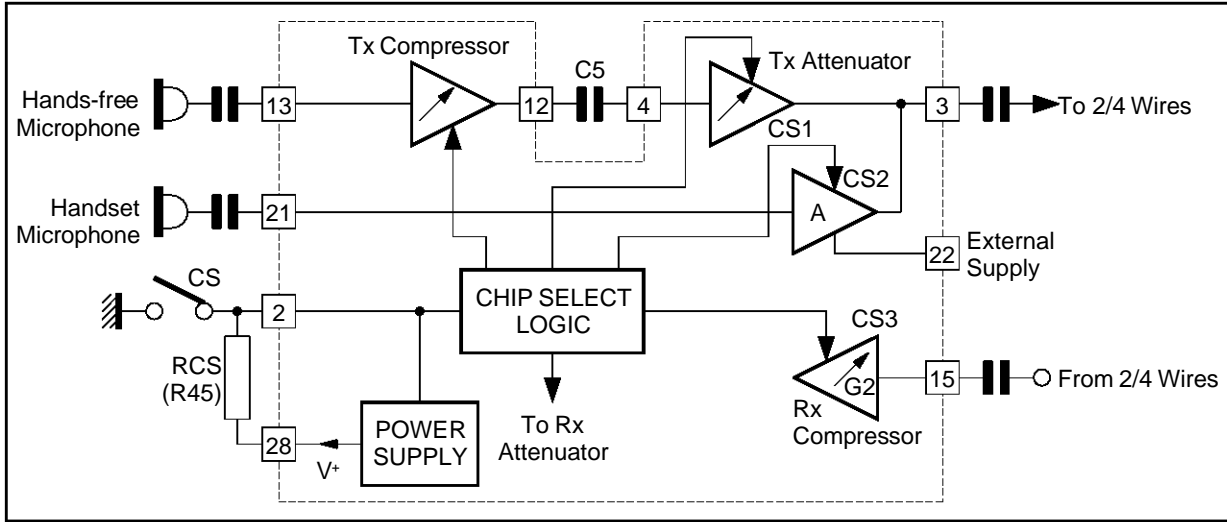 Tx Compressor
C5
Tx Attenuator
Hands-free
Microphone
13
12
4
3
To 2/4 Wires
CS1
CS2
Handset
Microphone
21
A
22
External
Supply
CS
2
CHIP SELECT
LOGIC
CS3
RCS
(R45)
G2
15
From 2/4 Wires
Rx
Compressor
To Rx
Attenuator
28
V+
POWER
SUPPLY